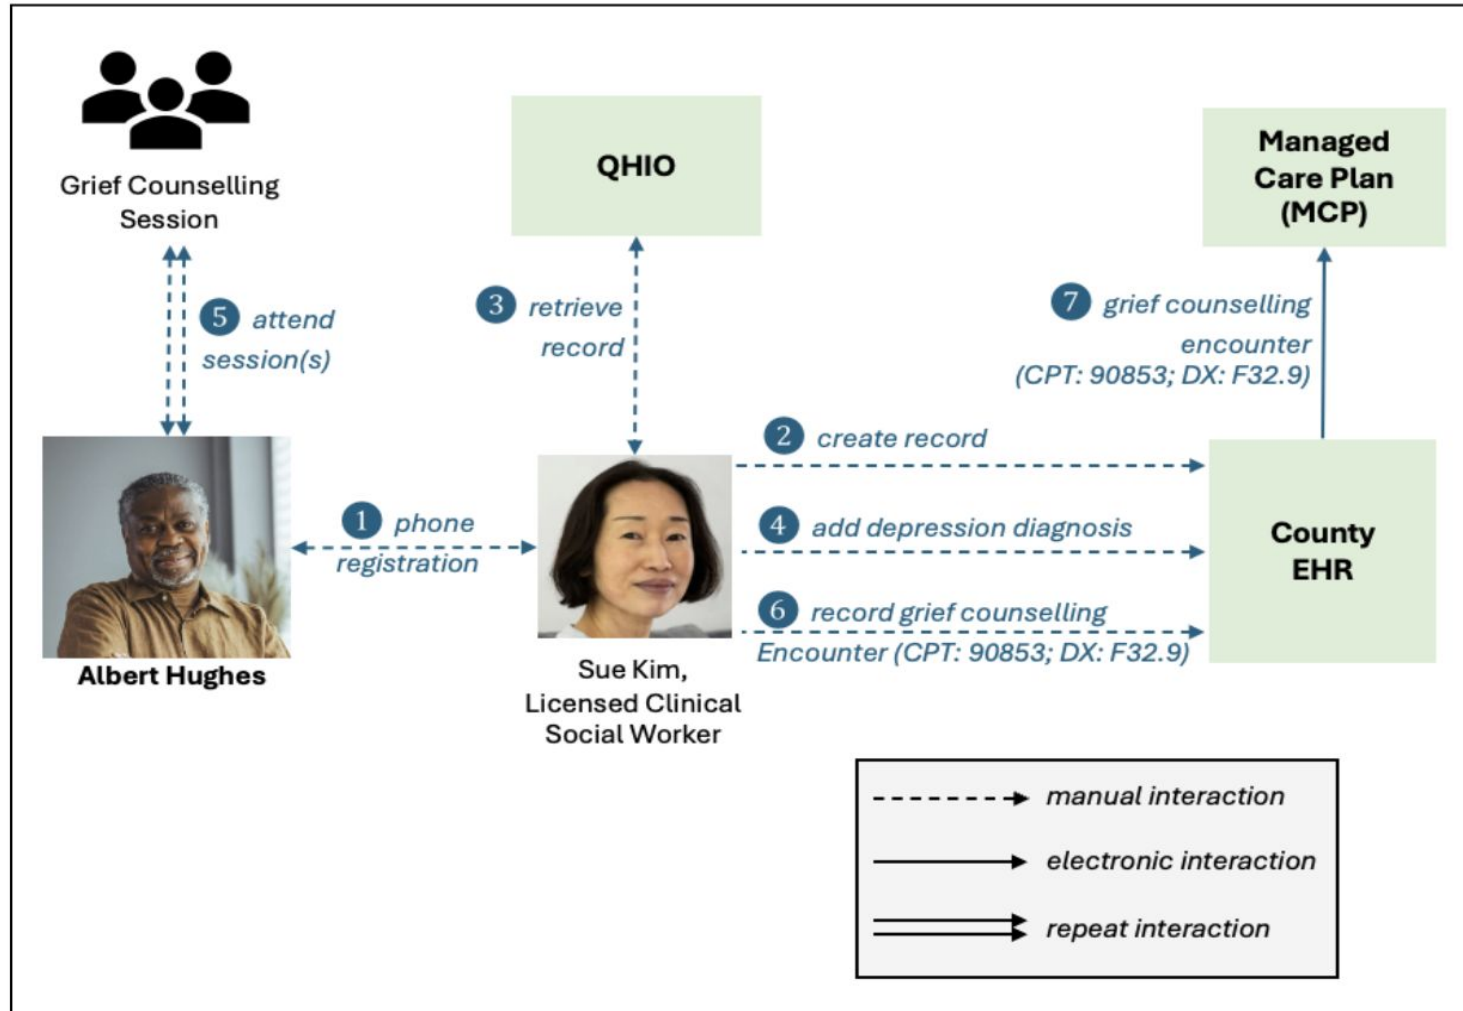 Grief Counselling
Session
QHIO
Managed
Care Plan
(MCP)
5 attend
session(s)
3 retrieve
record
7 grief counselling
encounter
(CPT: 90853; DX: F32.9)
2 create record
1 phone
registration
4 add depression diagnosis
County
EHR
6 record grief counselling
Encounter (CPT: 90853; DX: F32.9)
Albert Hughes
Sue Kim,
Licensed Clinical
Social Worker
manual interaction
electronic interaction
repeat interaction